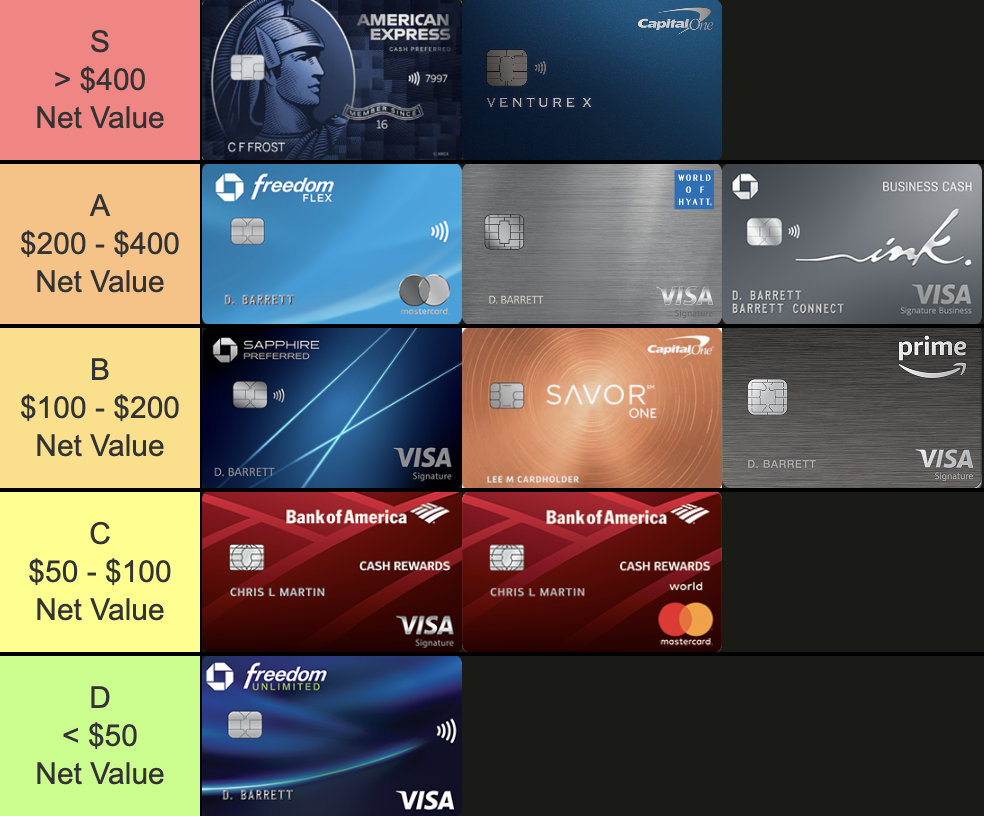 S
> $400
Net Value
AMERICAN
EXPRESS
CASH PREFERRED
7997
MEMBER SINCE
16
C F FROST
Capital One
VENTURE X
A
$200 - $400
Net Value
freedom
FLEX
D. BARRETT
mastercard
WORLD
OF
HYATT.
D. BARRETT
VISA
Signature
BUSINESS CASH
ink.
D. BARRETT
BARRETT CONNECT
VISA
Signature Business
B
$100 - $200
Net Value
SAPPHIRE
PREFERRED
D. BARRETT
VISA
Signature
Capital One
SAVOR SM
ONE
LEE M CARDHOLDER
prime
D. BARRETT
VISA
Signature
C
$50 - $100
Net Value
Bank of America
CASH REWARDS
CHRIS L MARTIN
VISA
Signature
Bank of America
CASH REWARDS
CHRIS L MARTIN
world
mastercard.
D
< $50
Net Value
freedom
UNLIMITED
D. BARRETT
VISA